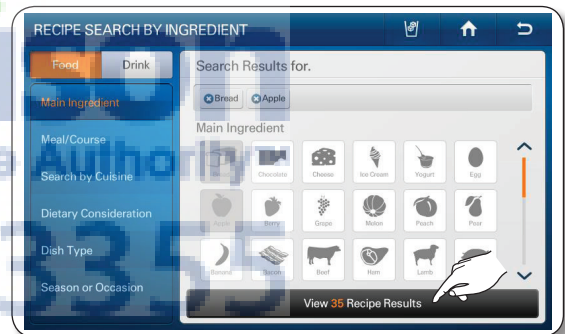 RECIPE SEARCH BY INGREDIENT
Food
Drink
Search Results for.
Main Ingredient
Bread
Apple
Main Ingredient
Meal/Course
Chocolate
Cheese
Ice Cream
Yogurt
Egg
Search by Cuisine
Dietary Consideration
Apple
Berry
Grape
Melon
Peach
Pear
Dish Type
Banana
Bacon
Beef
Ham
Lamb
Season or Occasion
View 35 Recipe Results
Authority
3355